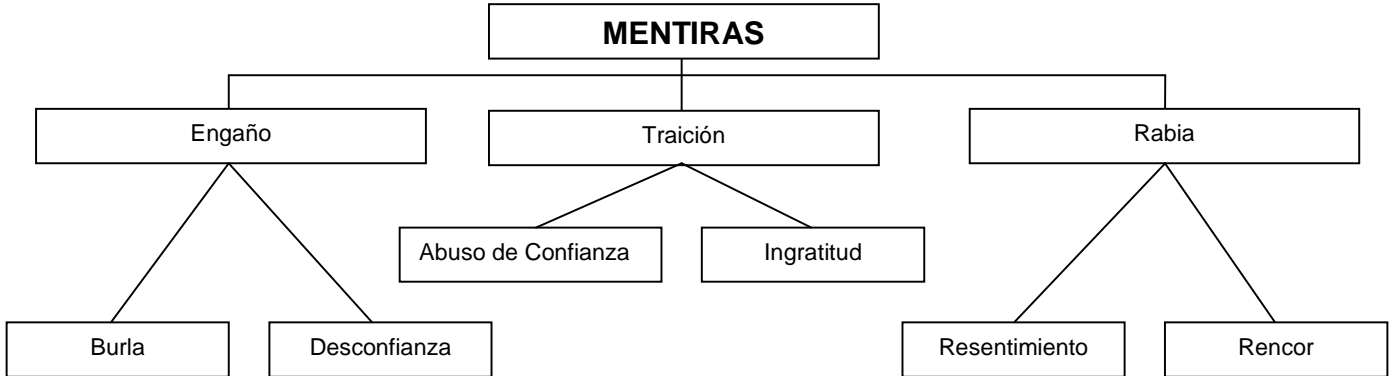 MENTIRAS
Engaño
Traición
Rabia
Abuso de Confianza
Ingratitud
Burla
Desconfianza
Resentimiento
Rencor